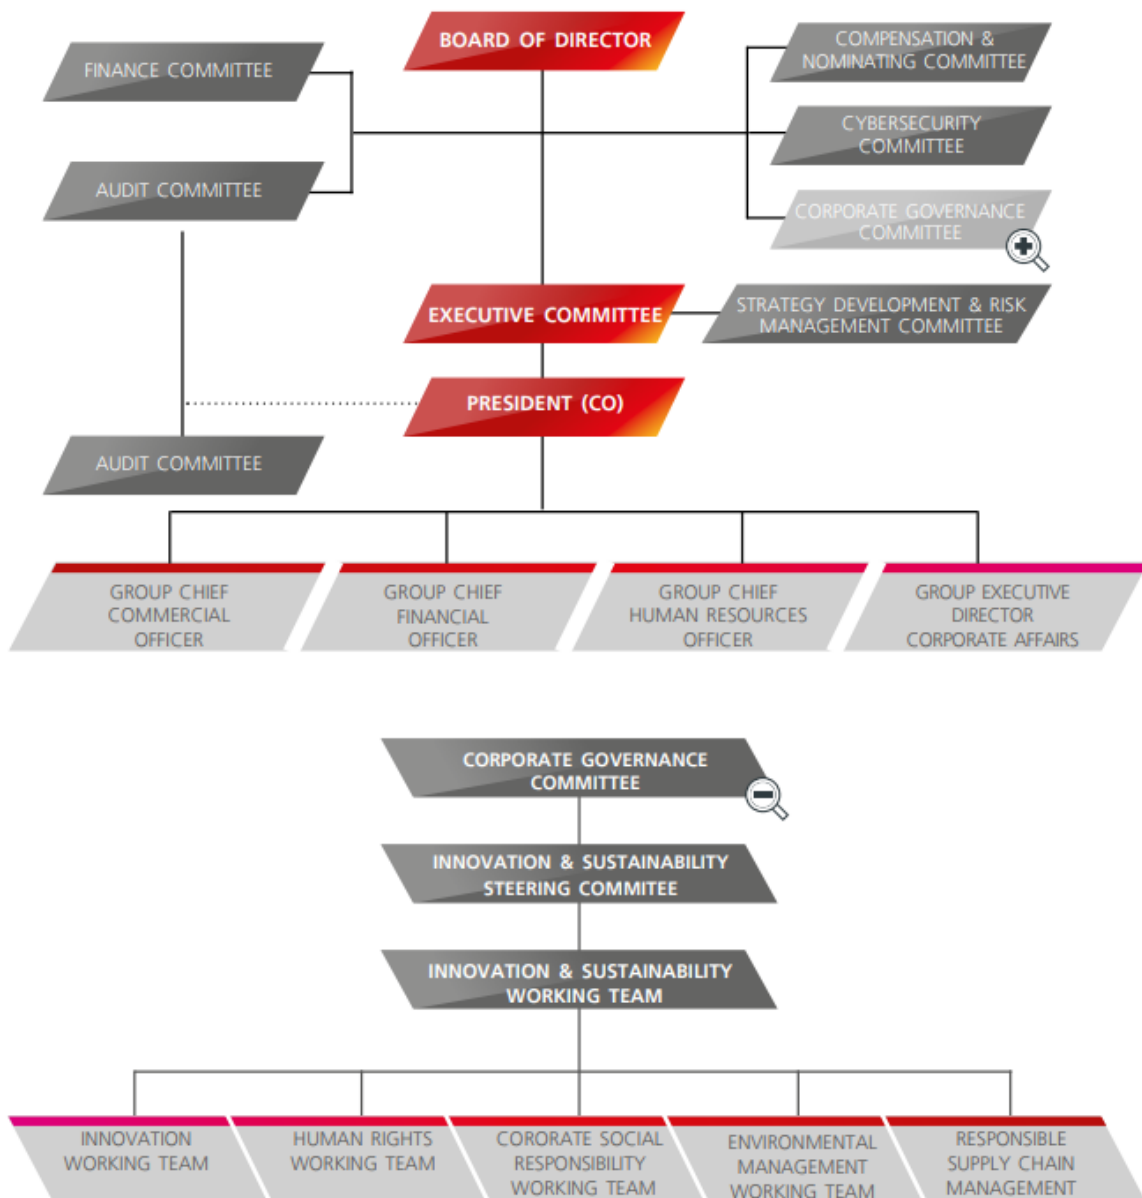 BOARD OF DIRECTOR
FINANCE COMMITTEE
COMPENSATION &
NOMINATING COMMITTEE
CYBERSECURITY
COMMITTEE
AUDIT COMMITTEE
CORPORATE GOVERNANCE
COMMITTEE
EXECUTIVE COMMITTEE
STRATEGY DEVELOPMENT & RISK
MANAGEMENT COMMITTEE
PRESIDENT (CO)
AUDIT COMMITTEE
GROUP CHIEF
COMMERCIAL
OFFICER
GROUP CHIEF
FINANCIAL
OFFICER
GROUP CHIEF
HUMAN RESOURCES
OFFICER
GROUP EXECUTIVE
DIRECTOR
CORPORATE AFFAIRS
CORPORATE GOVERNANCE
COMMITTEE
INNOVATION & SUSTAINABILITY
STEERING COMMITEE
INNOVATION & SUSTAINABILITY
WORKING TEAM
INNOVATION
WORKING TEAM
HUMAN RIGHTS
WORKING TEAM
CORORATE SOCIAL
RESPONSIBILITY
WORKING TEAM
ENVIRONMENTAL
MANAGEMENT
WORKING TEAM
RESPONSIBLE
SUPPLY CHAIN
MANAGEMENT